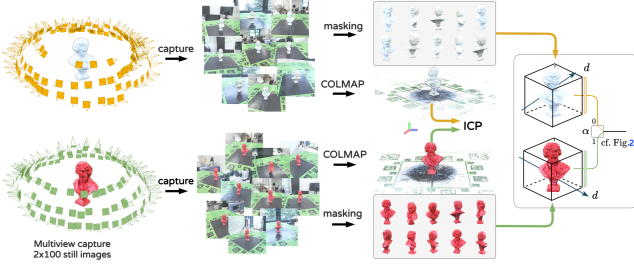 capture
masking
COLMAP
ICP
COLMAP
capture
masking
Multiview capture
2x100 still images
d
0
α
1
cf. Fig.2
d